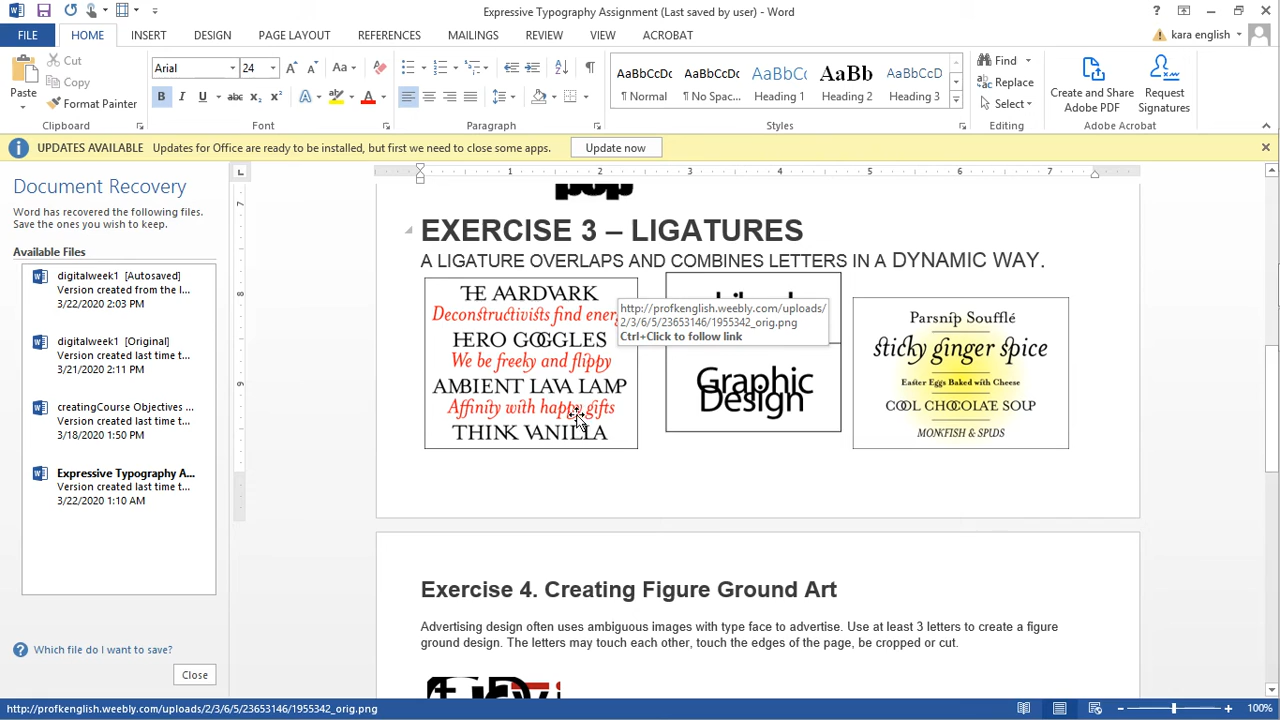 Expressive Typography Assignment (Last saved by user) - Word
FILE HOME INSERT DESIGN PAGE LAYOUT REFERENCES MAILINGS REVIEW VIEW ACROBAT kara english
Cut
Copy
Format Painter
Paste
Clipboard
Arial 24
Font
Paragraph
AaBbCcDc AaBbCcDc AaBbC AaBb AaBbCcDd
¶ Normal ¶ No Spac... Heading 1 Heading 2 Heading 3
Styles
Find
Replace
Select
Editing
Create and Share Adobe PDF
Request Signatures
Adobe Acrobat
UPDATES AVAILABLE Updates for Office are ready to be installed, but first we need to close some apps. Update now
Document Recovery
Word has recovered the following files.
Save the ones you wish to keep.
Available Files
digitalweek1 [Autosaved]
Version created from the l...
3/22/2020 2:03 PM
digitalweek1 [Original]
Version created last time t...
3/21/2020 2:11 PM
creatingCourse Objectives ...
Version created last time t...
3/18/2020 1:50 PM
Expressive Typography A...
Version created last time t...
3/22/2020 1:10 AM
Which file do I want to save?
Close
1 2 3 4 5 6 7
7
8
9
pop
EXERCISE 3 – LIGATURES
A LIGATURE OVERLAPS AND COMBINES LETTERS IN A DYNAMIC WAY.
THE AARDVARK
Deconstructivists find ener
HERO GOGGLES
We be freeky and flippy
AMBIENT LAVA LAMP
Affinity with happy gifts
THINK VANILLA
http://profkenglish.weebly.com/uploads/
2/3/6/5/23653146/1955342_orig.png
Ctrl+Click to follow link
Graphic
Design
Parsnip Soufflé
sticky ginger spice
Easter Eggs Baked with Cheese
COOL CHOCOLATE SOUP
MONKFISH & SPUDS
Exercise 4. Creating Figure Ground Art
Advertising design often uses ambiguous images with type face to advertise. Use at least 3 letters to create a figure
ground design. The letters may touch each other, touch the edges of the page, be cropped or cut.
http://profkenglish.weebly.com/uploads/2/3/6/5/23653146/1955342_orig.png
100%